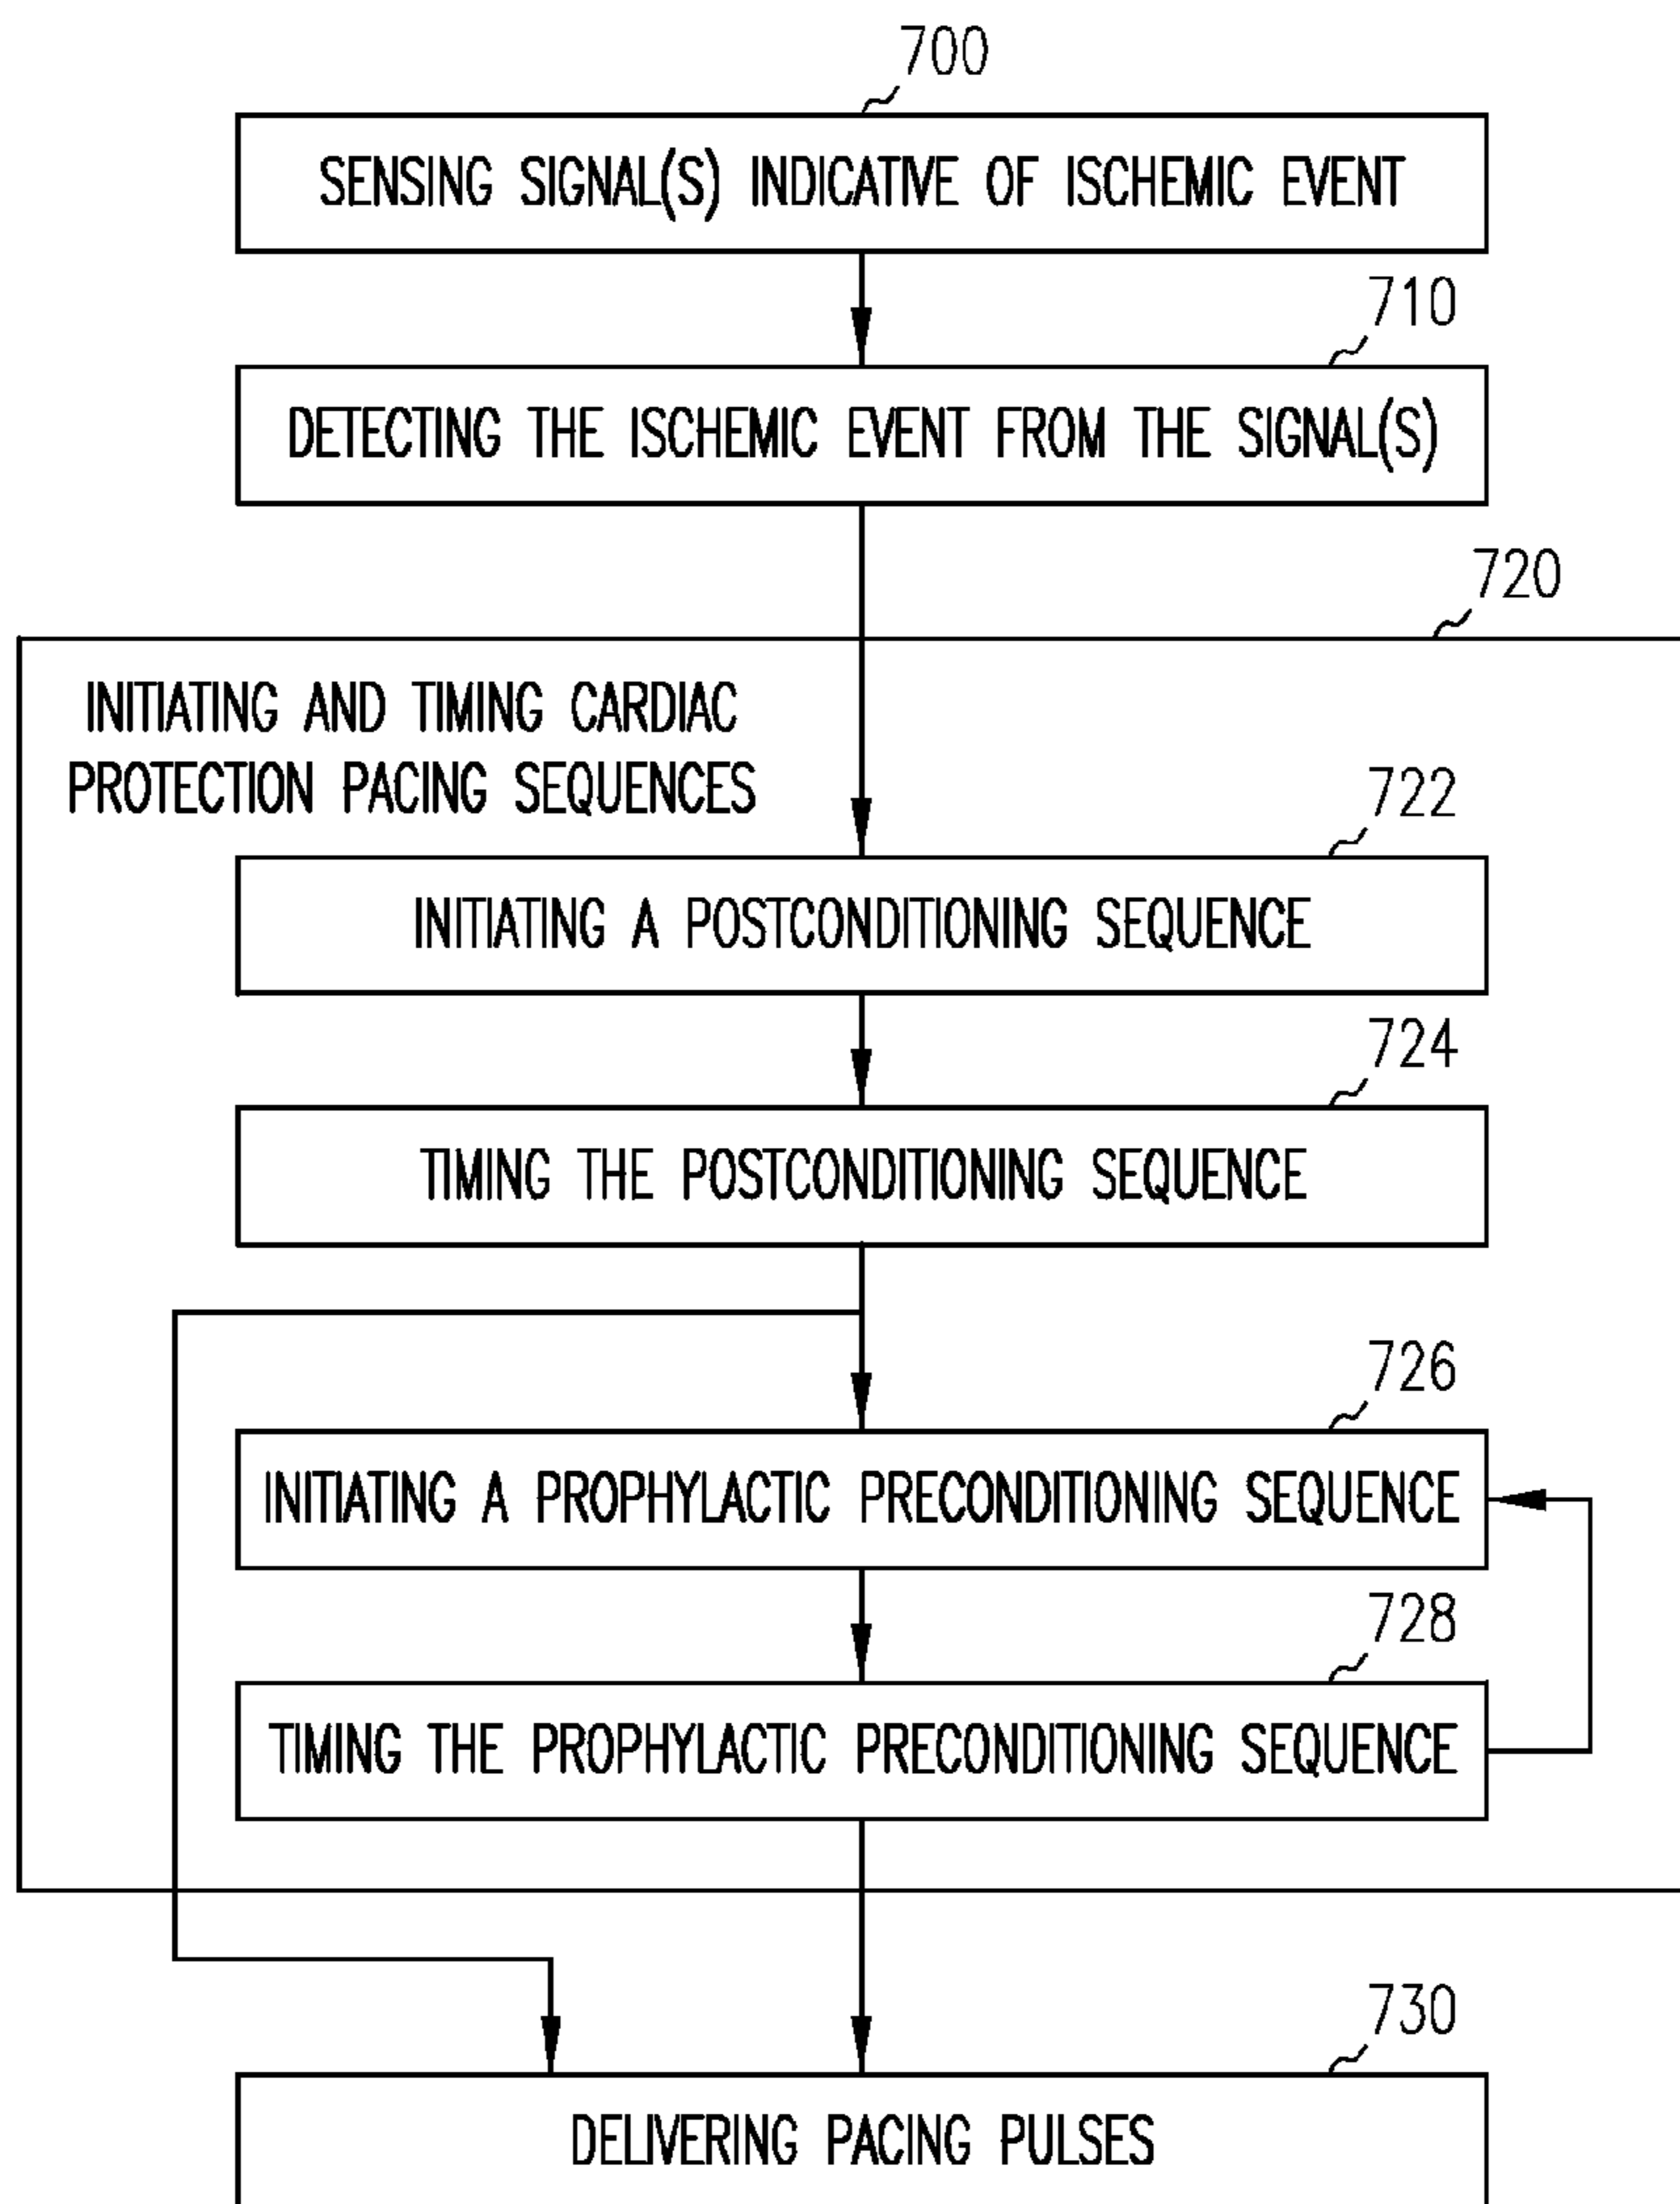 700
SENSING SIGNAL(S) INDICATIVE OF ISCHEMIC EVENT
710
DETECTING THE ISCHEMIC EVENT FROM THE SIGNAL(S)
720
INITIATING AND TIMING CARDIAC
PROTECTION PACING SEQUENCES
722
INITIATING A POSTCONDITIONING SEQUENCE
724
TIMING THE POSTCONDITIONING SEQUENCE
726
INITIATING A PROPHYLACTIC PRECONDITIONING SEQUENCE
728
TIMING THE PROPHYLACTIC PRECONDITIONING SEQUENCE
730
DELIVERING PACING PULSES